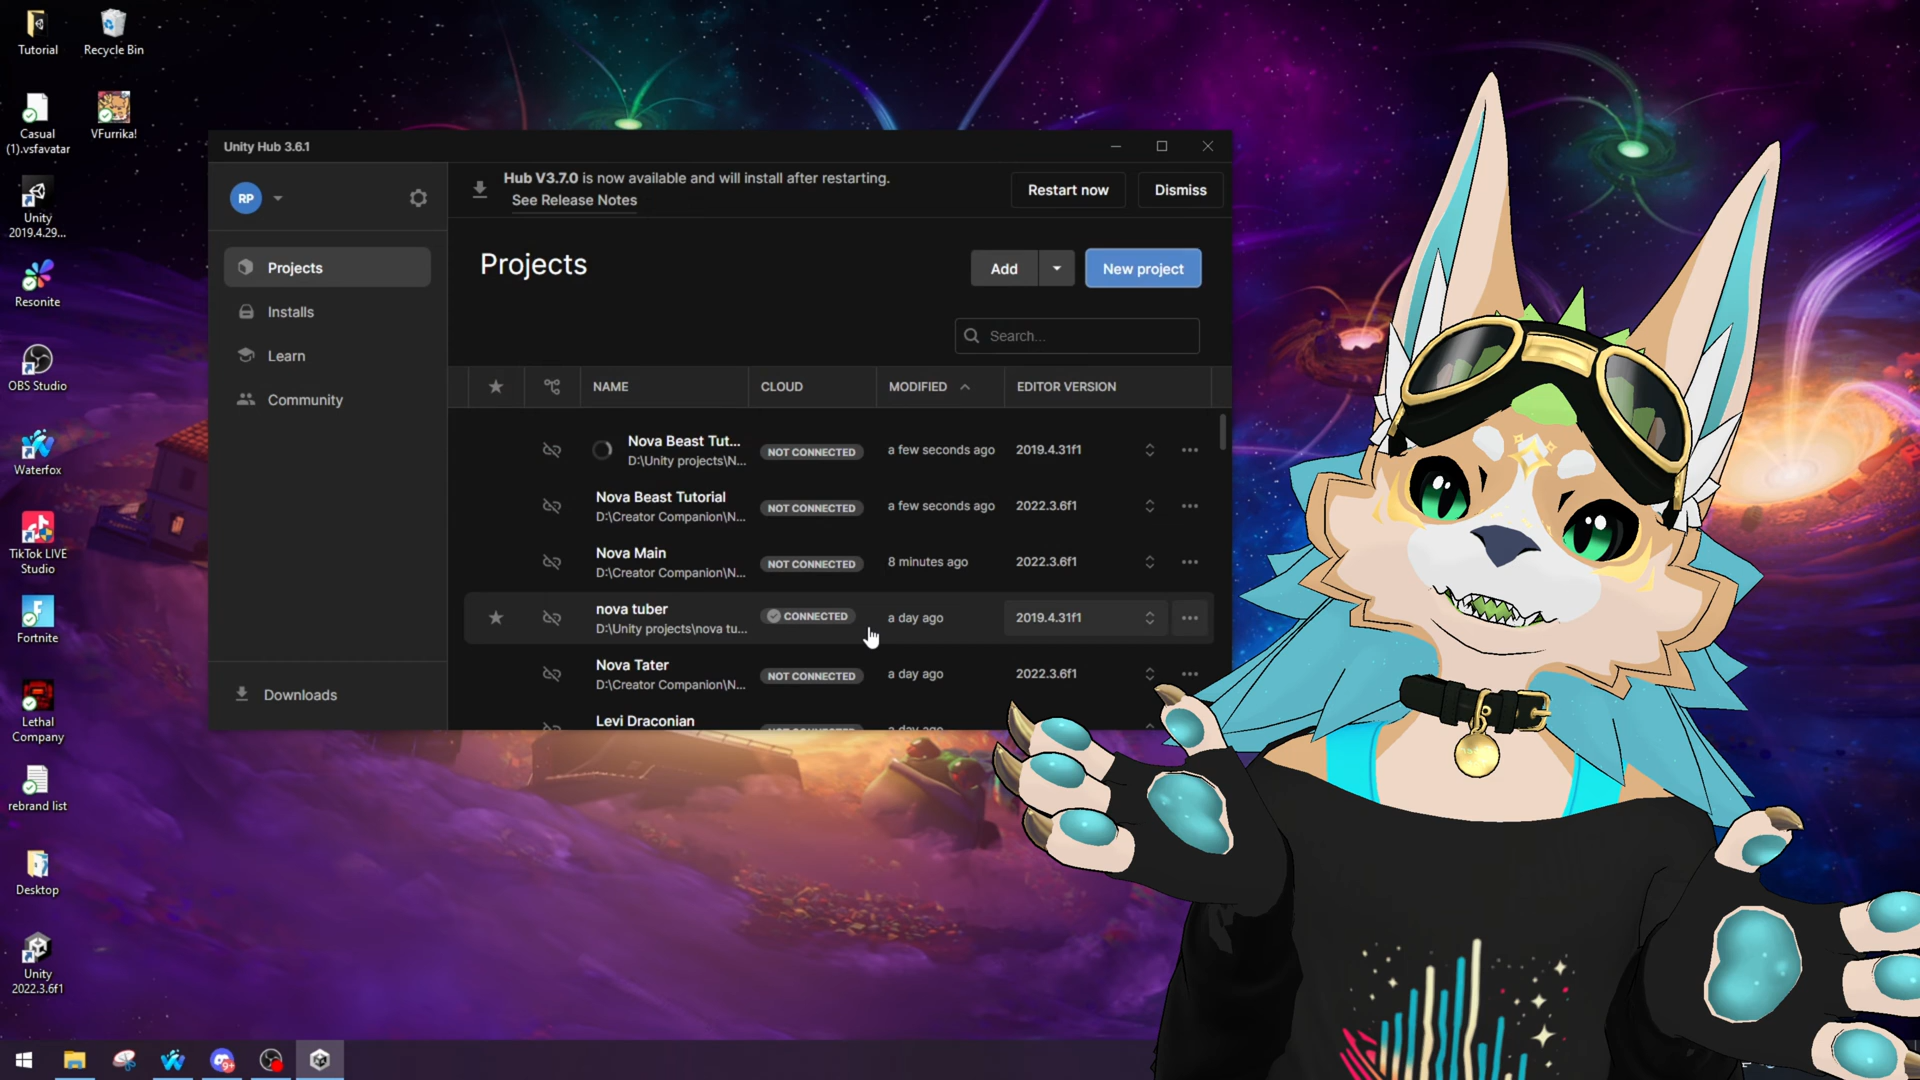 Tutorial
Recycle Bin
Casual
(1).vsfavatar
VFurrika!
Unity
2019.4.29...
Resonite
OBS Studio
Waterfox
TikTok LIVE
Studio
Fortnite
Lethal
Company
rebrand list
Desktop
Unity
2022.3.6f1
Unity Hub 3.6.1
RP
Hub V3.7.0 is now available and will install after restarting.
See Release Notes
Restart now
Dismiss
Projects
Installs
Learn
Community
Downloads
Projects
Add
New project
Search...
NAME
CLOUD
MODIFIED
EDITOR VERSION
Nova Beast Tut...
D:\Unity projects\N...
NOT CONNECTED
a few seconds ago
2019.4.31f1
Nova Beast Tutorial
D:\Creator Companion\N...
NOT CONNECTED
a few seconds ago
2022.3.6f1
Nova Main
D:\Creator Companion\N...
NOT CONNECTED
8 minutes ago
2022.3.6f1
nova tuber
D:\Unity projects\nova tu...
CONNECTED
a day ago
2019.4.31f1
Nova Tater
D:\Creator Companion\N...
NOT CONNECTED
a day ago
2022.3.6f1
Levi Draconian
NOT CONNECTED
a day ago